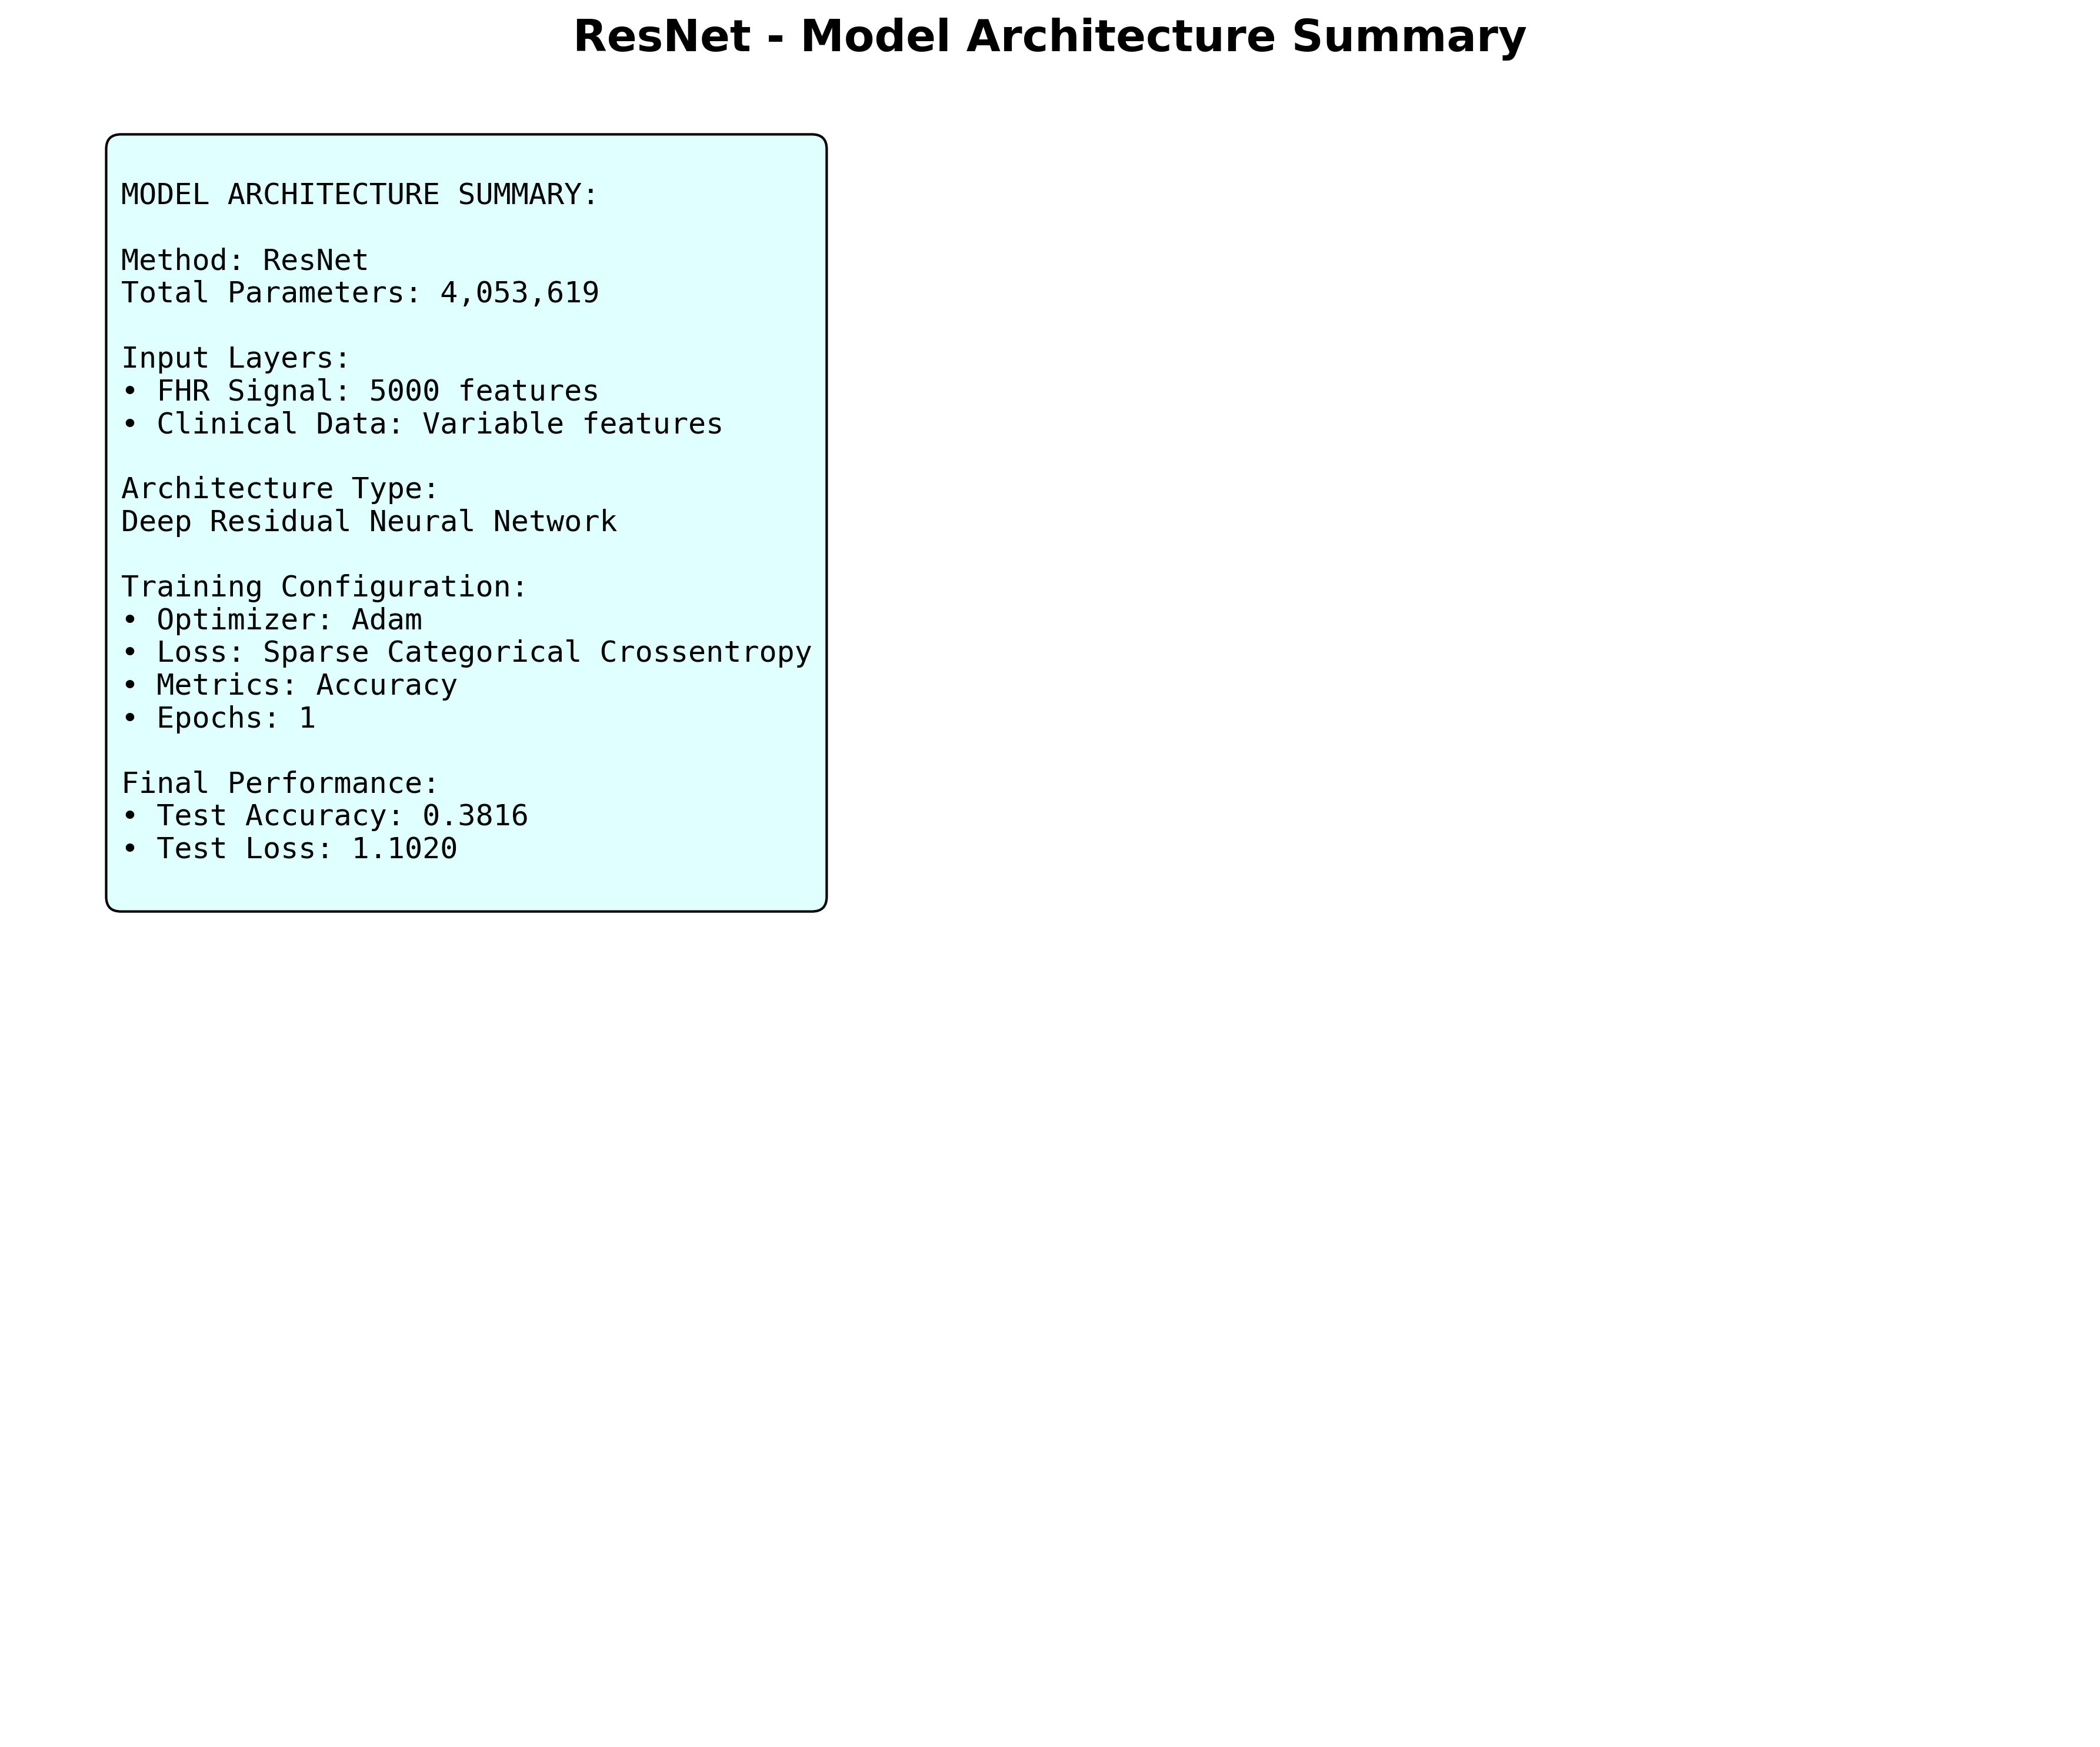 ResNet - Model Architecture Summary
MODEL ARCHITECTURE SUMMARY:
Method: ResNet
Total Parameters: 4,053,619
Input Layers:
• FHR Signal: 5000 features
• Clinical Data: Variable features
Architecture Type:
Deep Residual Neural Network
Training Configuration:
• Optimizer: Adam
• Loss: Sparse Categorical Crossentropy
• Metrics: Accuracy
• Epochs: 1
Final Performance:
• Test Accuracy: 0.3816
• Test Loss: 1.1020